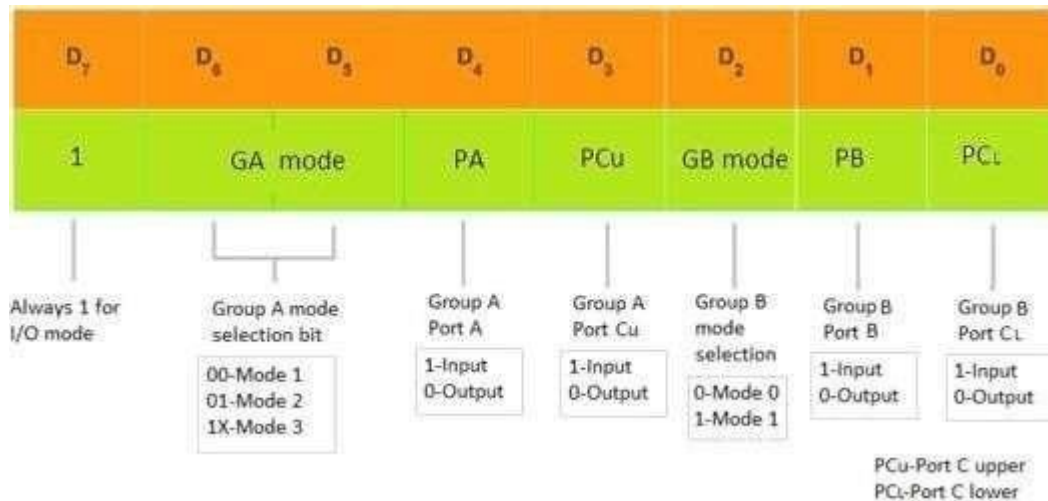 D7 D6 D5 D4 D3 D2 D1 D0
1 GA mode PA PCu GB mode PB PCL
Always 1 for
I/O mode
Group A mode
selection bit
00-Mode 1
01-Mode 2
1X-Mode 3
Group A
Port A
1-Input
0-Output
Group A
Port Cu
1-Input
0-Output
Group B
mode
selection
0-Mode 0
1-Mode 1
Group B
Port B
1-Input
0-Output
Group B
Port CL
1-Input
0-Output
PCu-Port C upper
PCL-Port C lower